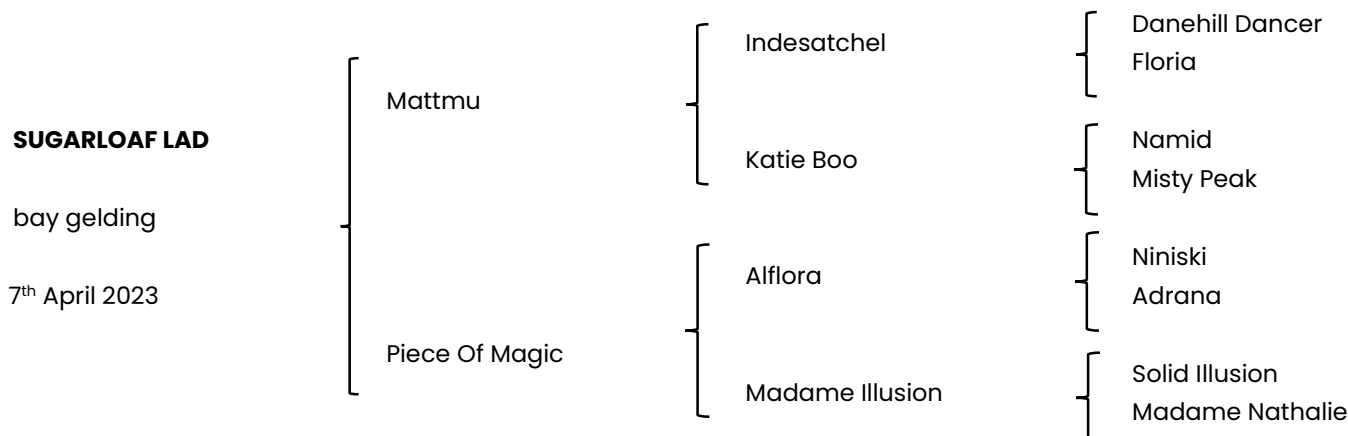 SUGARLOAF LAD
bay gelding
7th April 2023
Mattmu
Piece Of Magic
Indesatchel
Katie Boo
Alflora
Madame Illusion
Danehill Dancer
Floria
Namid
Misty Peak
Niniski
Adrana
Solid Illusion
Madame Nathalie